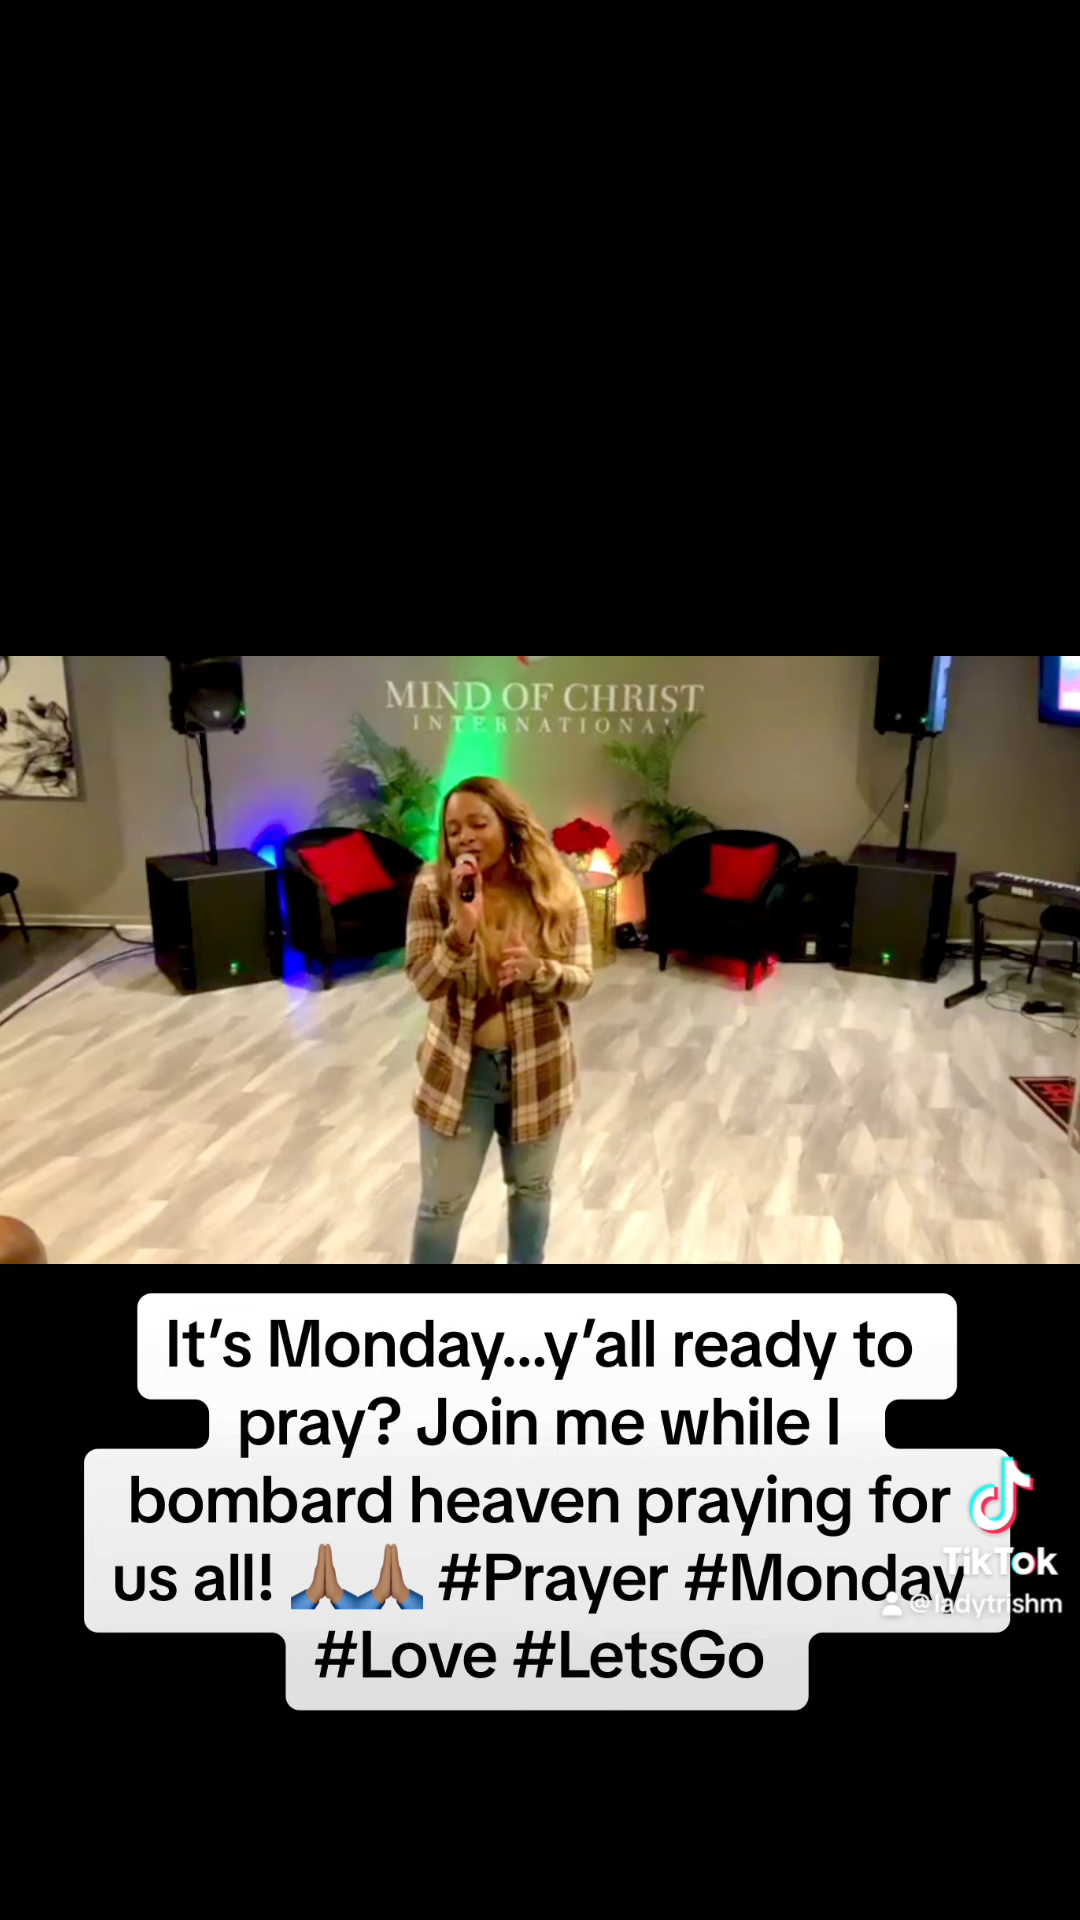 MIND OF CHRIST
INTERNATIONAL
It’s Monday...y’all ready to
pray? Join me while I
bombard heaven praying for
us all! 🙏🏽🙏🏽 #Prayer #Monday
#Love #LetsGo
TikTok
@ladytrishm